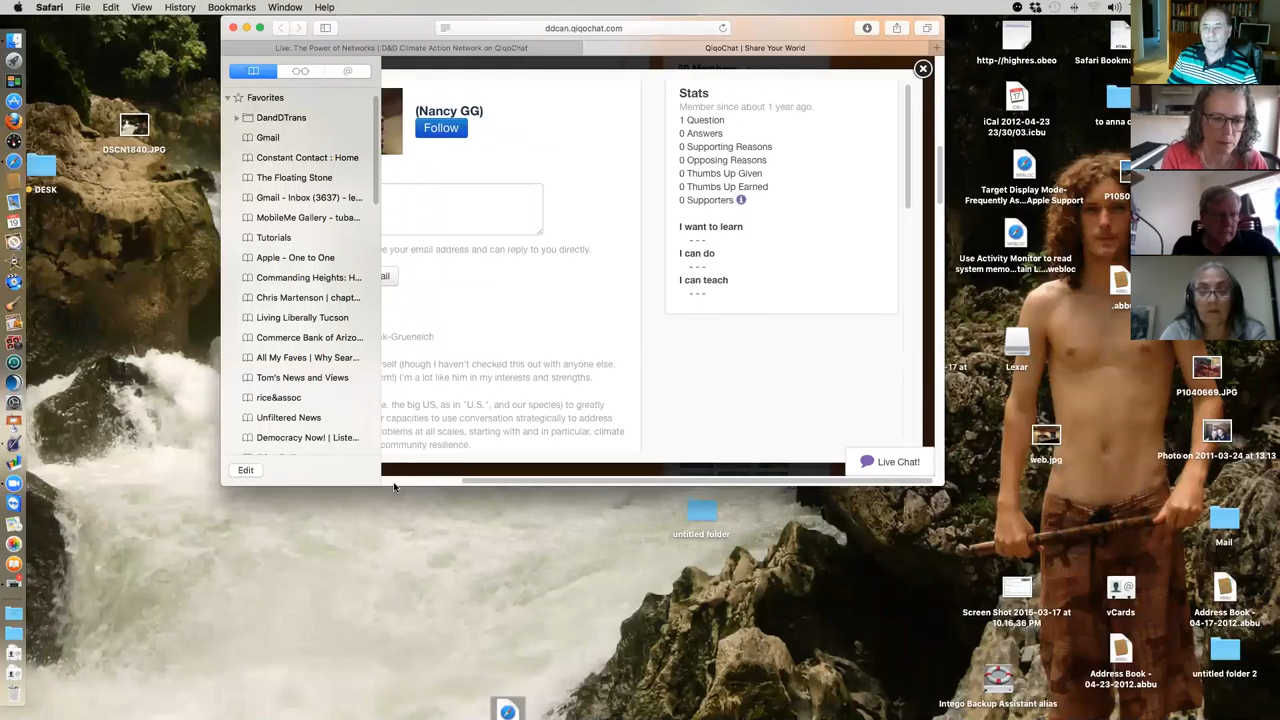 Safari File Edit View History Bookmarks Window Help
ddcan.qiqochat.com
Live: The Power of Networks | D&D Climate Action Network on QiqoChat
QiqoChat | Share Your World
Members
Favorites
DandDTrans
Gmail
Constant Contact : Home
The Floating Stone
Gmail - Inbox (3637) - le...
MobileMe Gallery - tuba...
Tutorials
Apple - One to One
Commanding Heights: H...
Chris Martenson | chapt...
Living Liberally Tucson
Commerce Bank of Arizo...
All My Faves | Why Sear...
Tom's News and Views
rice&assoc
Unfiltered News
Democracy Now! | Liste...
Edit
(Nancy GG)
Follow
e your email address and can reply to you directly.
ail
k-Grueneich
yself (though I haven't checked this out with anyone else.
om!) I'm a lot like him in my interests and strengths.
e. the big US, as in "U.S.", and our species) to greatly
r capacities to use conversation strategically to address
oblems at all scales, starting with and in particular, climate
community resilience.
Stats
Member since about 1 year ago.
1 Question
0 Answers
0 Supporting Reasons
0 Opposing Reasons
0 Thumbs Up Given
0 Thumbs Up Earned
0 Supporters
I want to learn
- - -
I can do
- - -
I can teach
- - -
Live Chat!
DSCN1840.JPG
DESK
untitled folder
http-//highres.obeo
Safari Bookma
iCal 2012-04-23
23/30/03.icbu
to anna d
Target Display Mode-
Frequently As...Apple Support
P1050
Use Activity Monitor to read
system memo...tain L....webloc
.abbu
-17 at
Lexar
P1040669.JPG
web.jpg
Photo on 2011-03-24 at 13.13
Mail
Screen Shot 2015-03-17 at
10.16.36 PM
vCards
Address Book -
04-17-2012.abbu
Address Book -
04-23-2012.abbu
untitled folder 2
Intego Backup Assistant alias